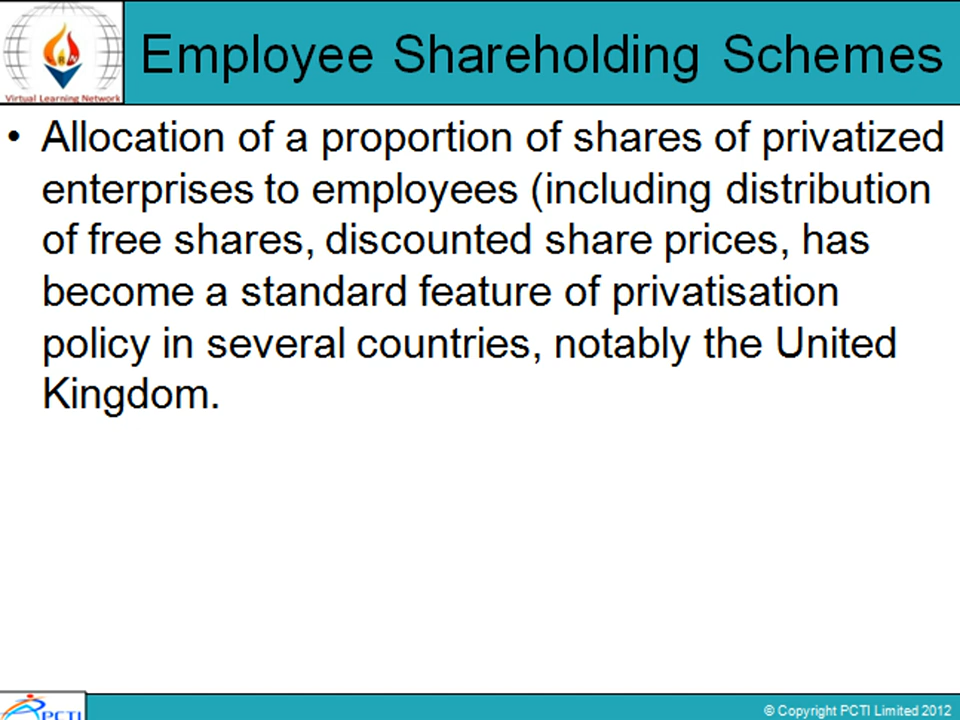 Employee Shareholding Schemes
Virtual Learning Network
• Allocation of a proportion of shares of privatized
enterprises to employees (including distribution
of free shares, discounted share prices, has
become a standard feature of privatisation
policy in several countries, notably the United
Kingdom.
PCTI
© Copyright PCTI Limited 2012